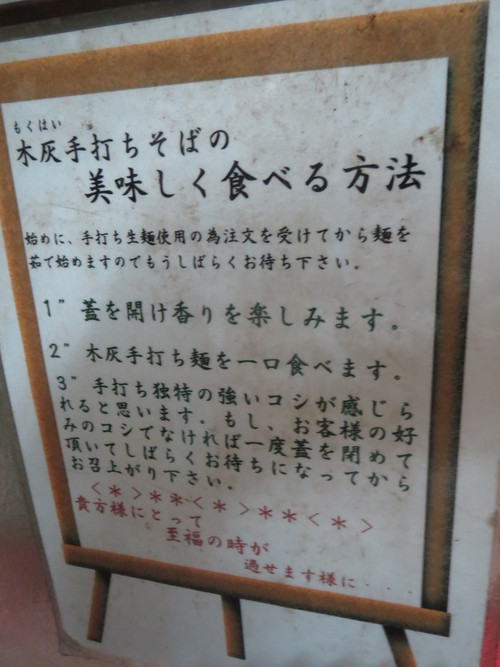 もくはい
木灰手打ちそばの
美味しく食べる方法
始めに、手打ち生麺使用の為注文を受けてから麺を
茹で始めますのでもうしばらくお待ち下さい。
1” 蓋を開け香りを楽しみます。
2” 木灰手打ち麺を一口食べます。
3” 手打ち独特の強いコシが感じら
れると思います。もし、お客様の好
みのコシでなければ一度蓋を閉めて
頂いてしばらくお待ちになってから
お召上がり下さい。
<*>**<*>**<*>
貴方様にとって
至福の時が
過せます様に・・・・